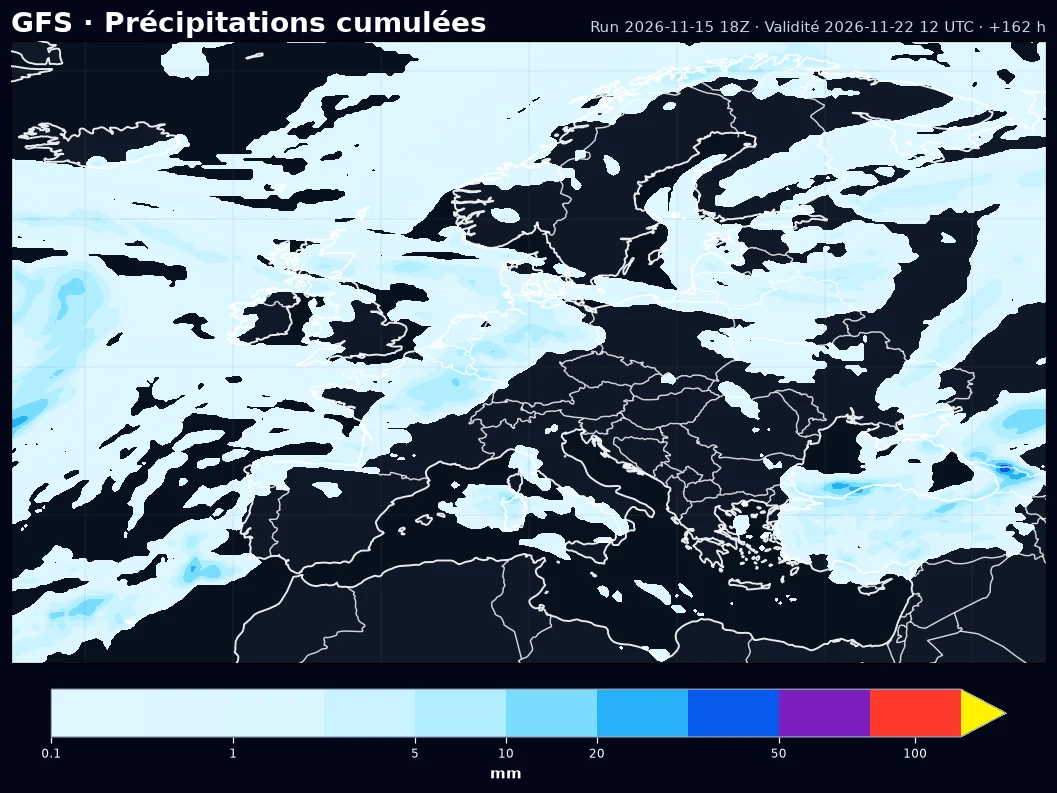 GFS · Précipitations cumulées
Run 2026-11-15 18Z · Validité 2026-11-22 12 UTC · +162 h
0.1 1 5 10 20 50 100
mm